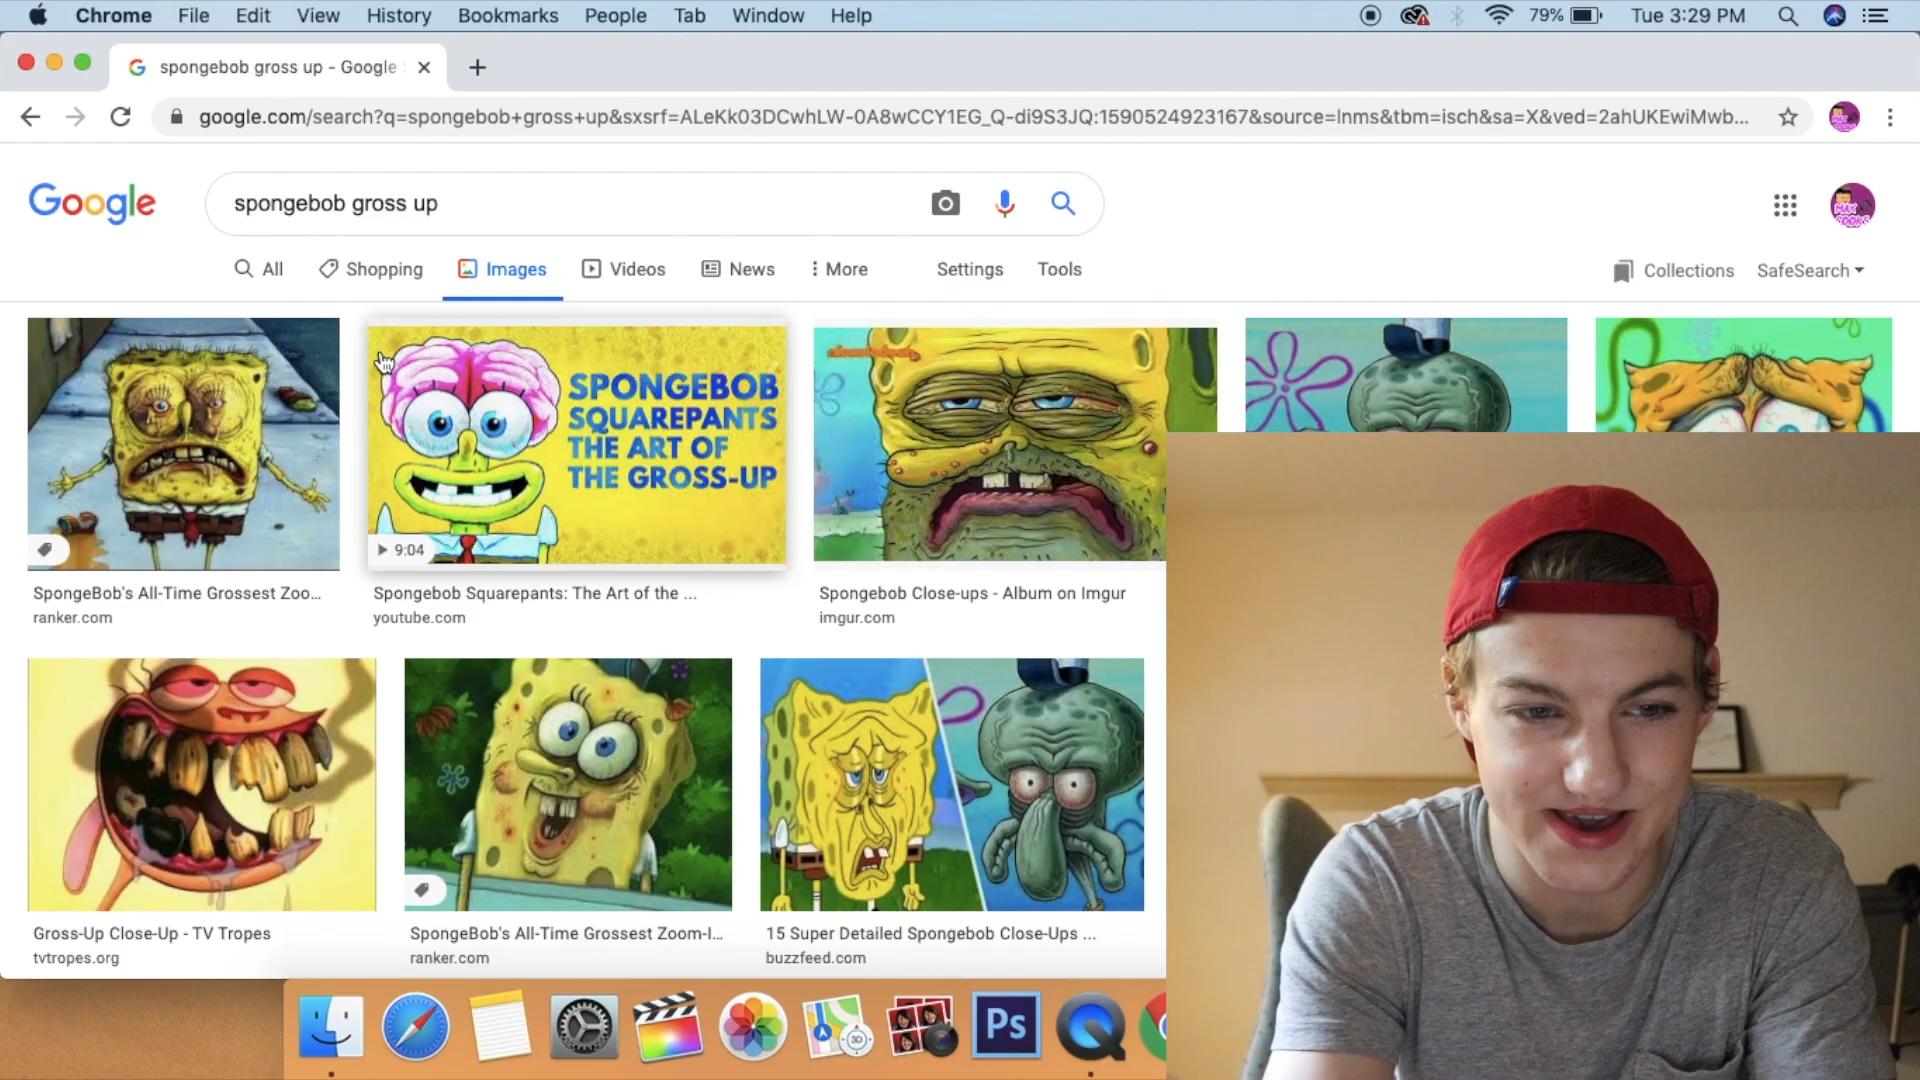 Chrome File Edit View History Bookmarks People Tab Window Help 79% Tue 3:29 PM
spongebob gross up - Google
google.com/search?q=spongebob+gross+up&sxsrf=ALeKk03DCwhLW-0A8wCCY1EG_Q-di9S3JQ:1590524923167&source=lnms&tbm=isch&sa=X&ved=2ahUKEwiMwb...
Google spongebob gross up
All Shopping Images Videos News More Settings Tools Collections SafeSearch
SPONGEBOB
SQUAREPANTS
THE ART OF
THE GROSS-UP
9:04
SpongeBob's All-Time Grossest Zoo...
ranker.com
Spongebob Squarepants: The Art of the ...
youtube.com
Spongebob Close-ups - Album on Imgur
imgur.com
Gross-Up Close-Up - TV Tropes
tvtropes.org
SpongeBob's All-Time Grossest Zoom-I...
ranker.com
15 Super Detailed Spongebob Close-Ups ...
buzzfeed.com
3D
Ps